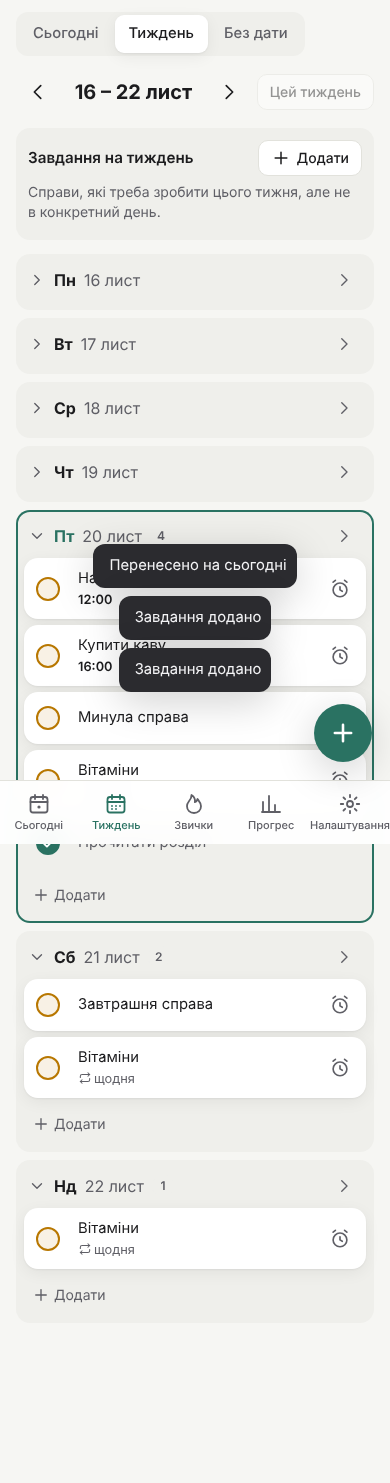 Сьогодні
Тиждень
Без дати
16 – 22 лист
Цей тиждень
Завдання на тиждень
Додати
Справи, які треба зробити цього тижня, але не
в конкретний день.
Пн 16 лист
Вт 17 лист
Ср 18 лист
Чт 19 лист
Пт 20 лист 4
Перенесено на сьогодні
12:00
Завдання додано
Купити каву
16:00
Завдання додано
Минула справа
Вітаміни
Сьогодні
Тиждень
Звички
Прогрес
Налаштування
Прочитати розділ
Додати
Сб 21 лист 2
Завтрашня справа
Вітаміни
щодня
Додати
Нд 22 лист 1
Вітаміни
щодня
Додати